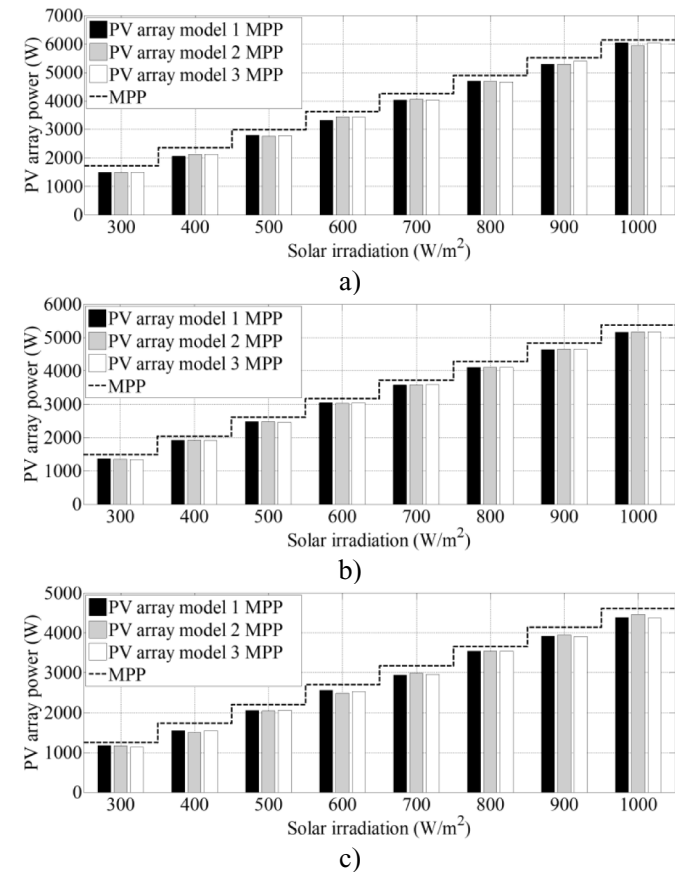 7000
6000
5000
4000
3000
2000
1000
0
PV array power (W)
PV array model 1 MPP
PV array model 2 MPP
PV array model 3 MPP
MPP
300 400 500 600 700 800 900 1000
Solar irradiation (W/m²)
a)
6000
5000
4000
3000
2000
1000
0
PV array power (W)
PV array model 1 MPP
PV array model 2 MPP
PV array model 3 MPP
MPP
300 400 500 600 700 800 900 1000
Solar irradiation (W/m²)
b)
5000
4000
3000
2000
1000
0
PV array power (W)
PV array model 1 MPP
PV array model 2 MPP
PV array model 3 MPP
MPP
300 400 500 600 700 800 900 1000
Solar irradiation (W/m²)
c)